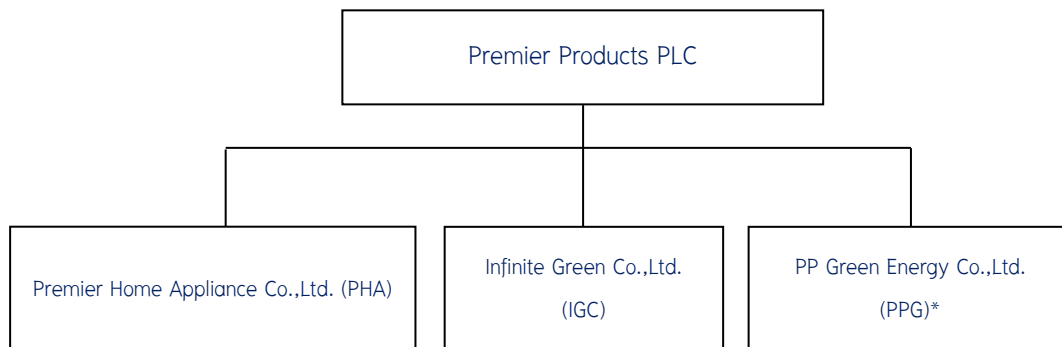 Premier Products PLC
Premier Home Appliance Co.,Ltd. (PHA)
Infinite Green Co.,Ltd.
(IGC)
PP Green Energy Co.,Ltd.
(PPG)*